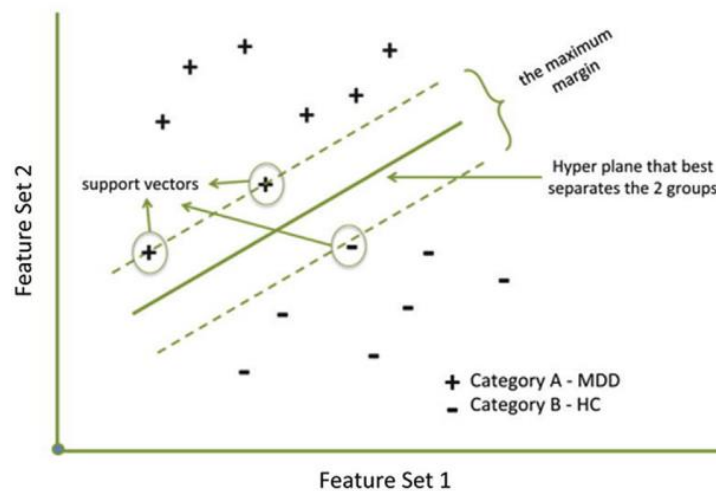 the maximum
margin
Feature Set 2
support vectors
Hyper plane that best
separates the 2 groups
+ Category A - MDD
- Category B - HC
Feature Set 1